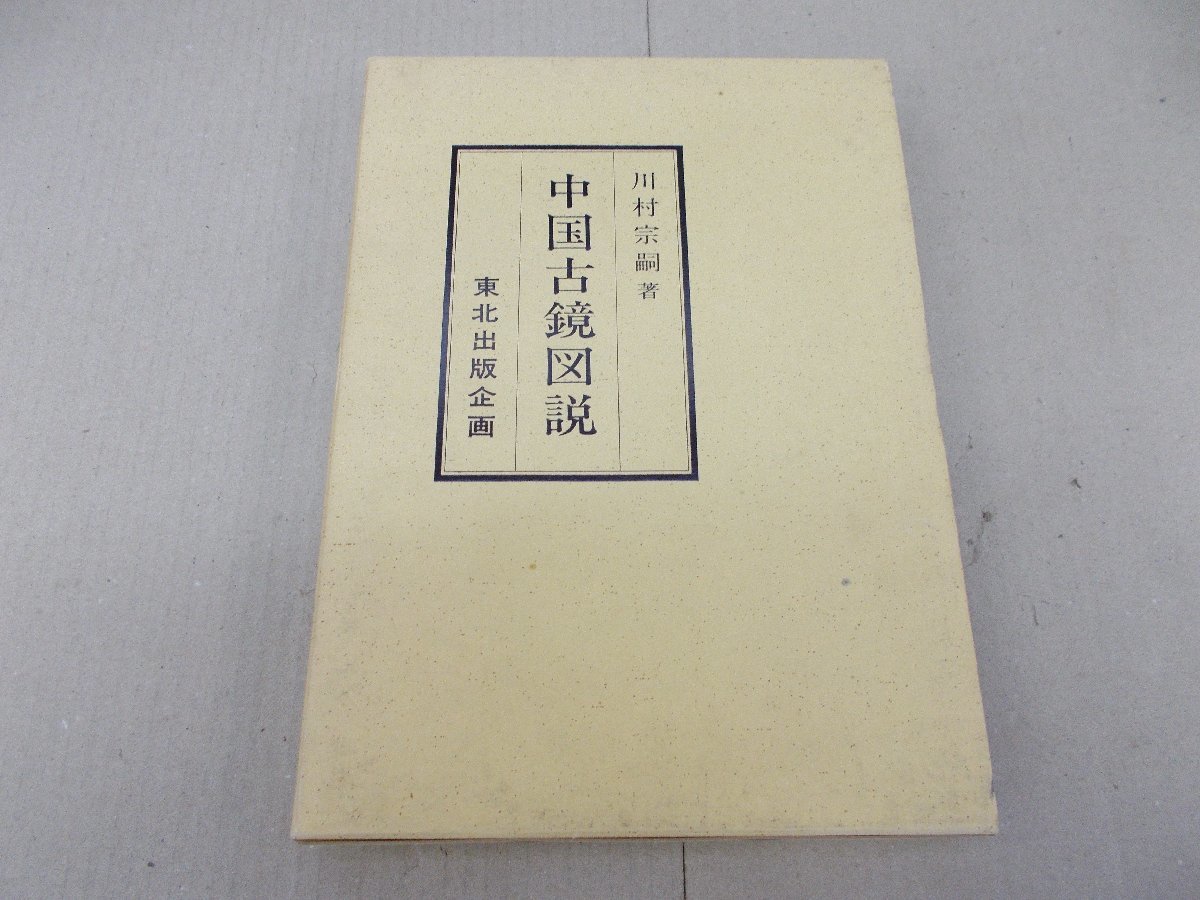 川村宗嗣著
中国古鏡図説
東北出版企画